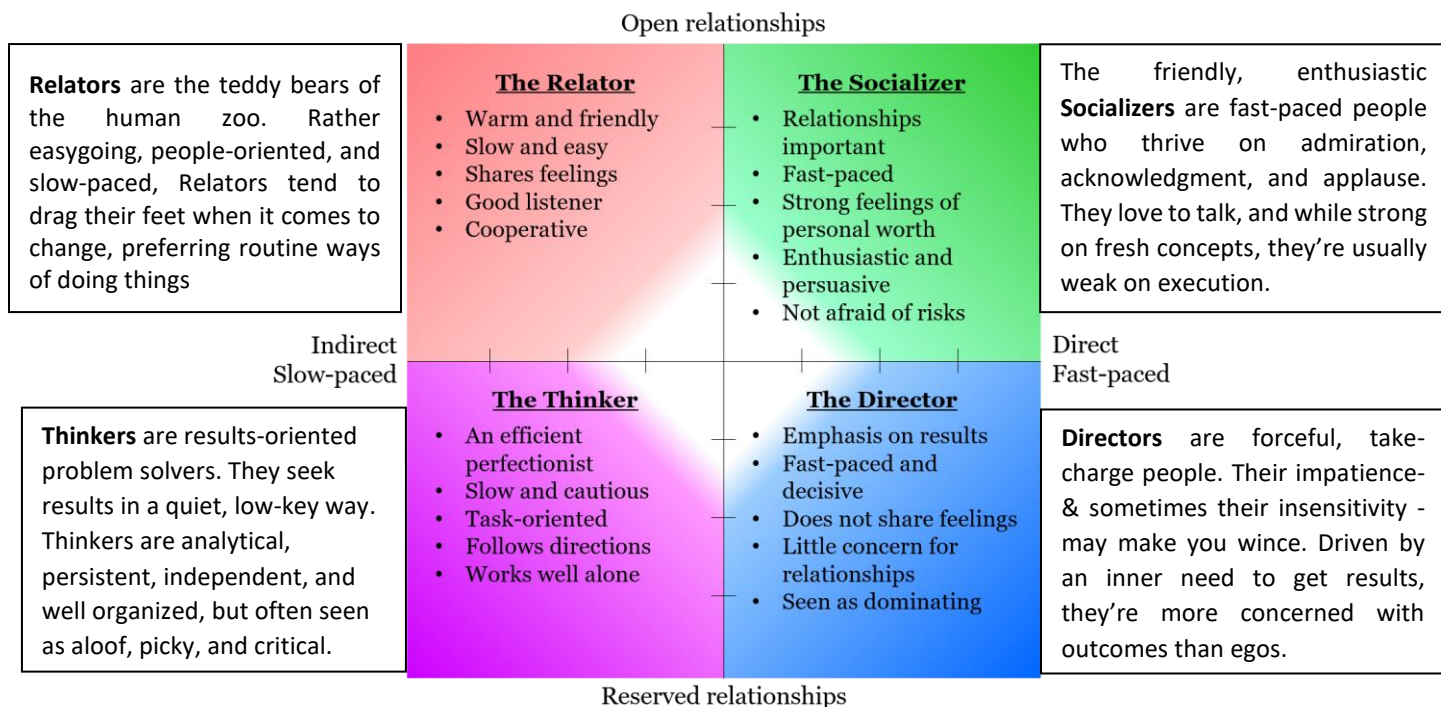 Open relationships
Relators are the teddy bears of
the human zoo. Rather
easygoing, people-oriented, and
slow-paced, Relators tend to
drag their feet when it comes to
change, preferring routine ways
of doing things
The Relator
• Warm and friendly
• Slow and easy
• Shares feelings
• Good listener
• Cooperative
The Socializer
• Relationships
important
• Fast-paced
• Strong feelings of
personal worth
• Enthusiastic and
persuasive
• Not afraid of risks
The friendly, enthusiastic
Socializers are fast-paced people
who thrive on admiration,
acknowledgment, and applause.
They love to talk, and while strong
on fresh concepts, they’re usually
weak on execution.
Indirect
Slow-paced
Direct
Fast-paced
Thinkers are results-oriented
problem solvers. They seek
results in a quiet, low-key way.
Thinkers are analytical,
persistent, independent, and
well organized, but often seen
as aloof, picky, and critical.
The Thinker
• An efficient
perfectionist
• Slow and cautious
• Task-oriented
• Follows directions
• Works well alone
The Director
• Emphasis on results
• Fast-paced and
decisive
• Does not share feelings
• Little concern for
relationships
• Seen as dominating
Directors are forceful, take-
charge people. Their impatience-
& sometimes their insensitivity -
may make you wince. Driven by
an inner need to get results,
they’re more concerned with
outcomes than egos.
Reserved relationships